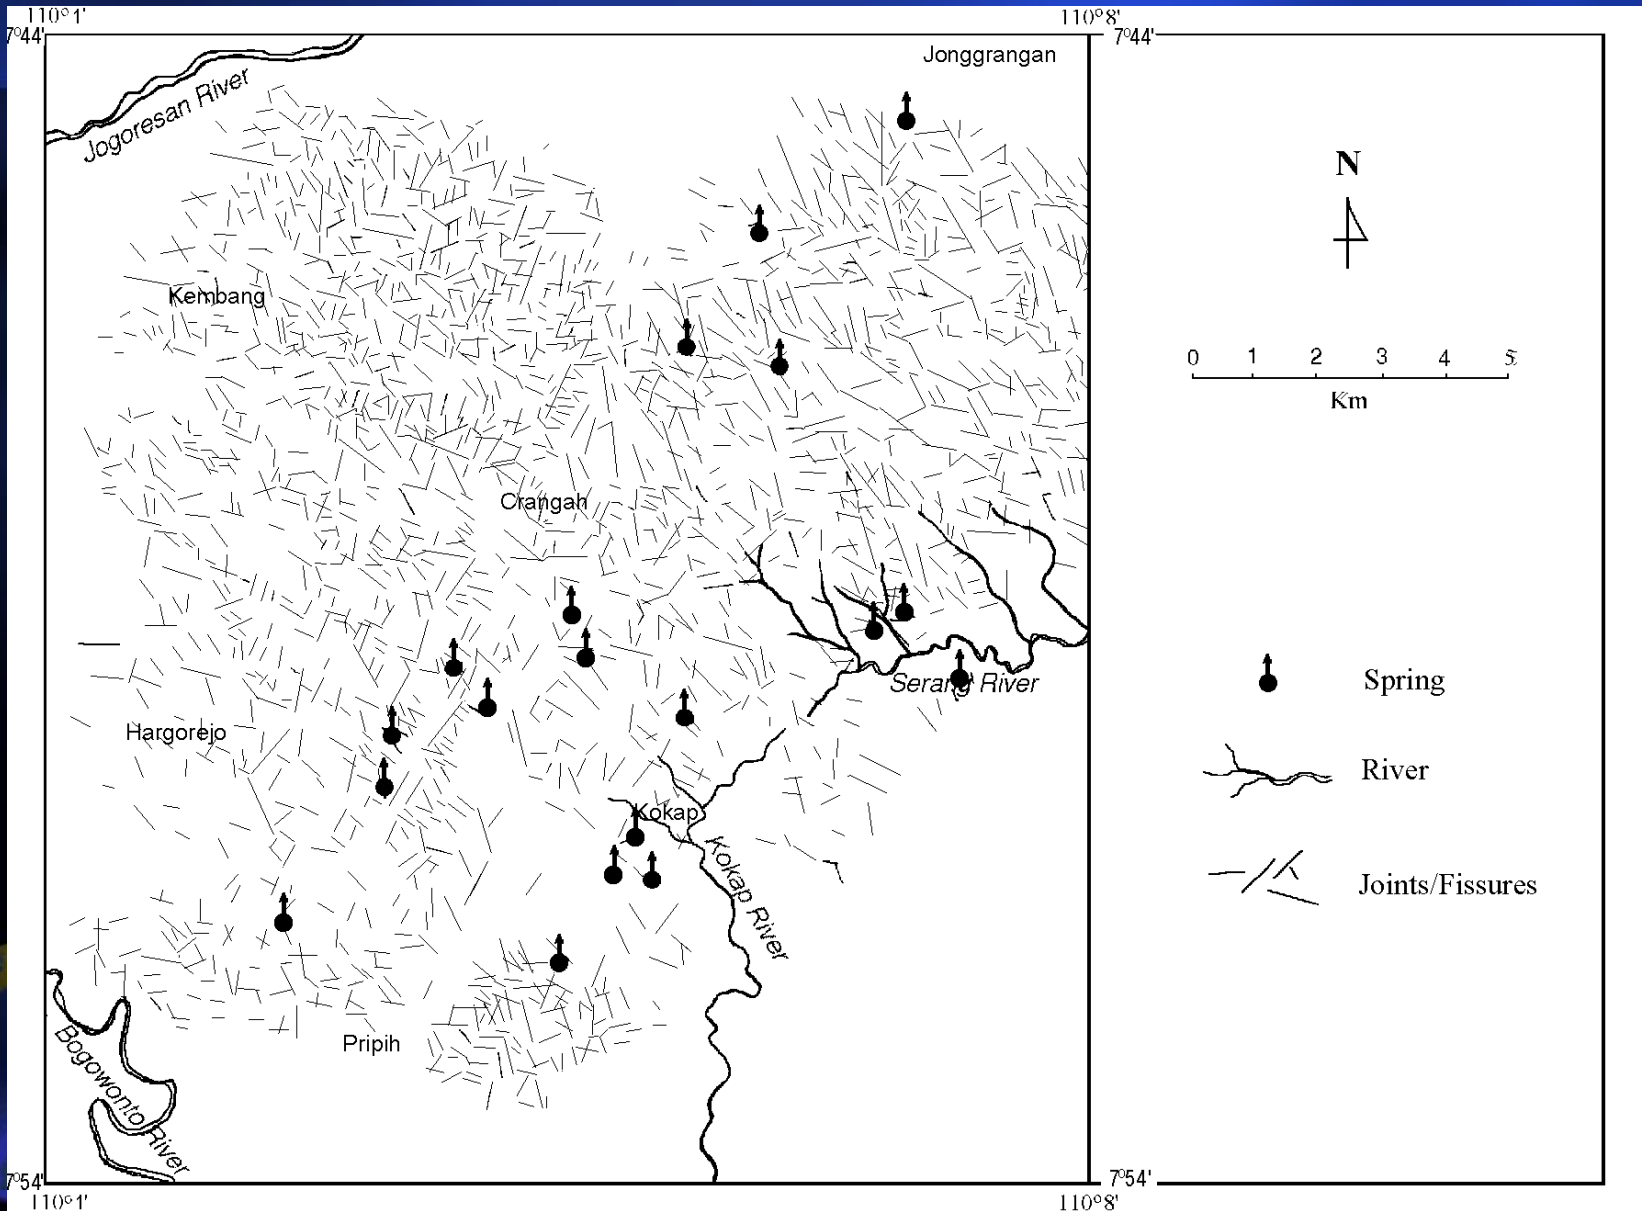 110°1'
110°8'
7°44'
7°44'
Jonggrangan
Jogoresan River
N
Kembang
0 1 2 3 4 5
Km
Crangah
Serang River
Spring
Hargorejo
River
Kokap
Kokap River
Joints/Fissures
Pripih
Bogowonto River
7°54'
7°54'
110°1'
110°8'